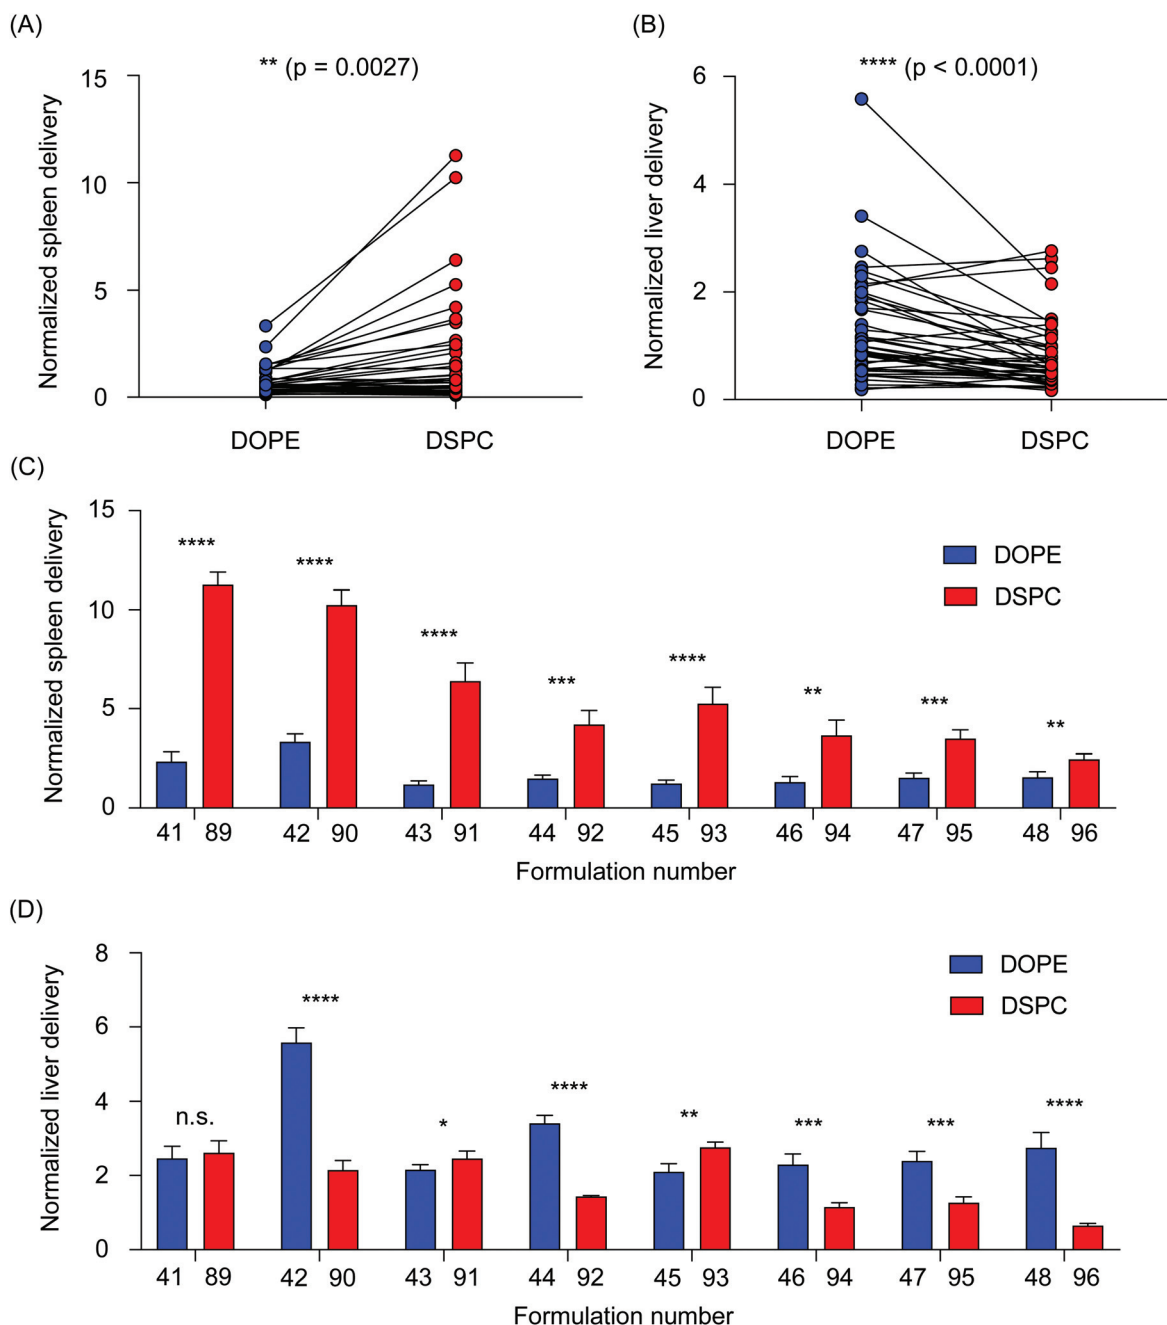 (A)
** (p = 0.0027)
Normalized spleen delivery
15
10
5
0
DOPE DSPC
(B)
**** (p < 0.0001)
Normalized liver delivery
6
4
2
0
DOPE DSPC
(C)
Normalized spleen delivery
15
10
5
0
**** **** **** *** **** ** *** **
DOPE
DSPC
41 89 42 90 43 91 44 92 45 93 46 94 47 95 48 96
Formulation number
(D)
Normalized liver delivery
8
6
4
2
0
n.s. **** * **** ** *** *** ****
DOPE
DSPC
41 89 42 90 43 91 44 92 45 93 46 94 47 95 48 96
Formulation number